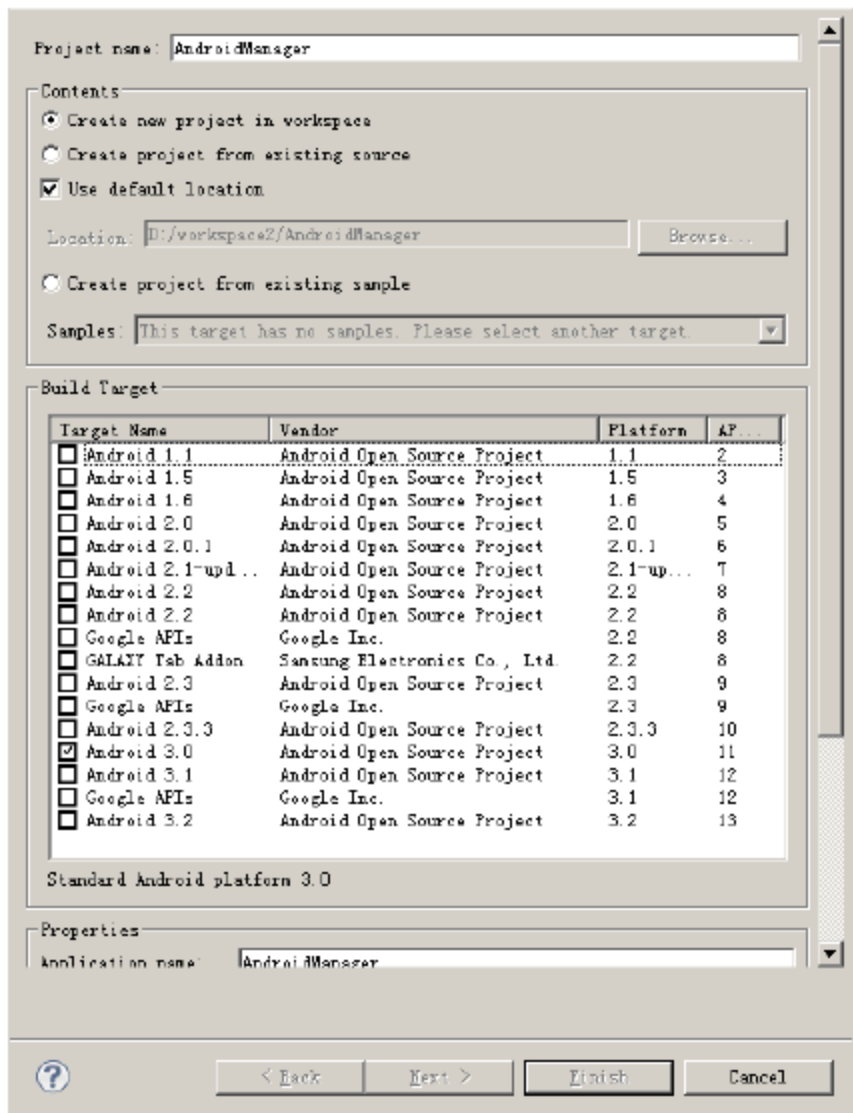 Project name: AndroidManager
Contents
Create new project in workspace
Create project from existing source
Use default location
Location: D:/workspace2/AndroidManager Browse...
Create project from existing sample
Samples: This target has no samples. Please select another target.
Build Target
Target Name Vendor Platform AP...
Android 1.1 Android Open Source Project 1.1 2
Android 1.5 Android Open Source Project 1.5 3
Android 1.6 Android Open Source Project 1.6 4
Android 2.0 Android Open Source Project 2.0 5
Android 2.0.1 Android Open Source Project 2.0.1 6
Android 2.1-upd... Android Open Source Project 2.1-up... 7
Android 2.2 Android Open Source Project 2.2 8
Android 2.2 Android Open Source Project 2.2 8
Google APIs Google Inc. 2.2 8
GALAXY Tab Addon Samsung Electronics Co., Ltd. 2.2 8
Android 2.3 Android Open Source Project 2.3 9
Google APIs Google Inc. 2.3 9
Android 2.3.3 Android Open Source Project 2.3.3 10
Android 3.0 Android Open Source Project 3.0 11
Android 3.1 Android Open Source Project 3.1 12
Google APIs Google Inc. 3.1 12
Android 3.2 Android Open Source Project 3.2 13
Standard Android platform 3.0
Properties
Application name: AndroidManager
? < Back Next > Finish Cancel